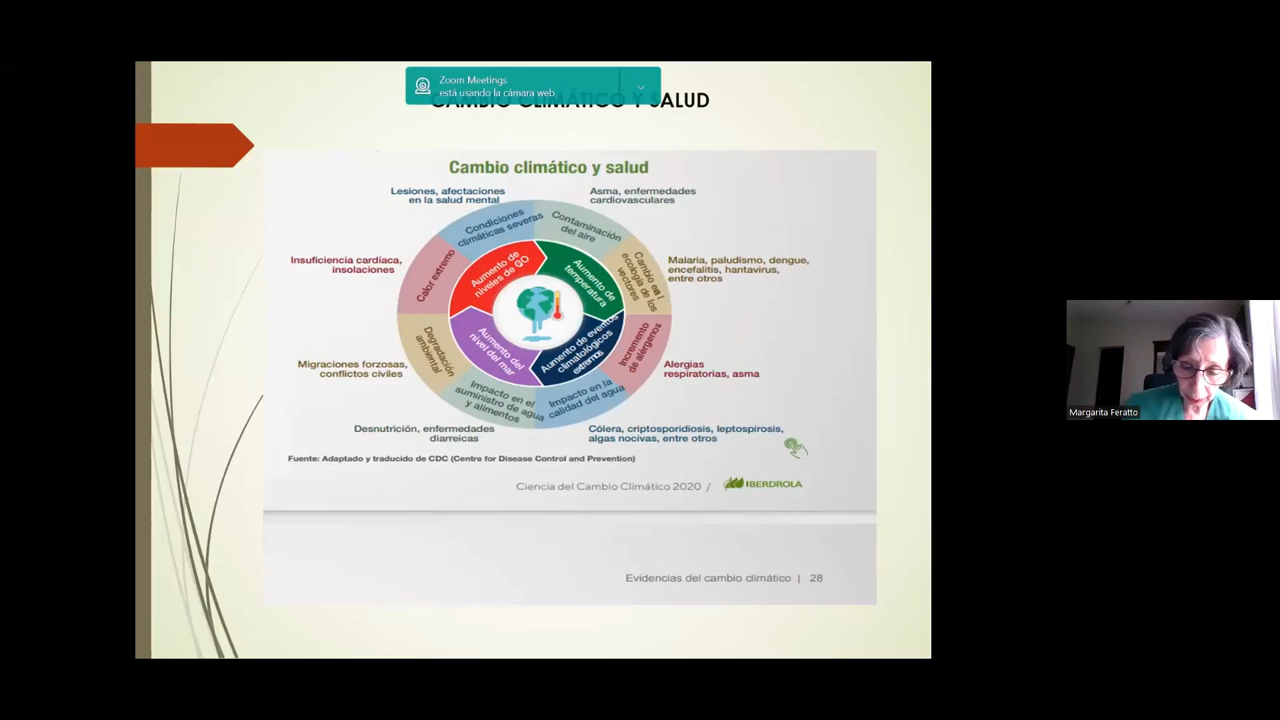 Zoom Meetings
está usando la cámara web
CAMBIO CLIMÁTICO Y SALUD
Cambio climático y salud
Lesiones, afectaciones
en la salud mental
Asma, enfermedades
cardiovasculares
Condiciones
climáticas severas
Contaminación
del aire
Insuficiencia cardíaca,
insolaciones
Calor extremo
Aumento de
niveles de
Aumento de
temperatura
Cambio en l
ecología de los
vectores
Malaria, paludismo, dengue,
encefalitis, hantavirus,
entre otros
Migraciones forzosas,
conflictos civiles
Degradación
ambiental
Aumento del
nivel del mar
Aumento de eventos
climatológicos
extremos
Incremento
de alérgenos
Alergias
respiratorias, asma
Impacto en el
suministro de agua
y alimentos
Impacto en la
calidad del agua
Desnutrición, enfermedades
diarreicas
Cólera, criptosporidiosis, leptospirosis,
algas nocivas, entre otros
Fuente: Adaptado y traducido de CDC (Centre for Disease Control and Prevention)
Ciencia del Cambio Climático 2020 / IBERDROLA
Evidencias del cambio climático | 28
Margarita Feratto